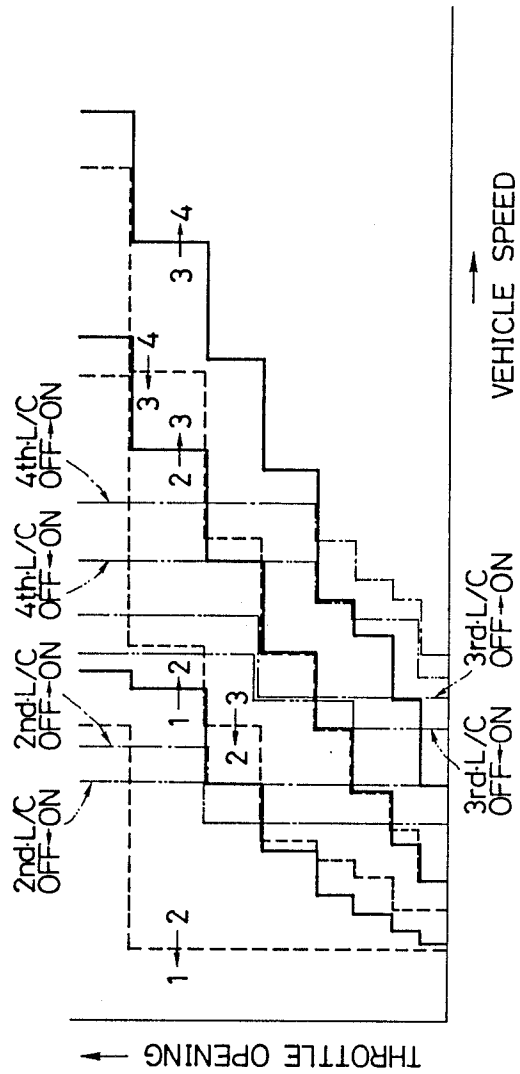 2nd·L/C
OFF←ON
2nd·L/C
OFF→ON
4th·L/C
OFF←ON
4th·L/C
OFF→ON
1←2
1→2
2←3
2→3
3←4
3→4
3rd·L/C
OFF←ON
3rd·L/C
OFF→ON
THROTTLE OPENING →
→
VEHICLE SPEED